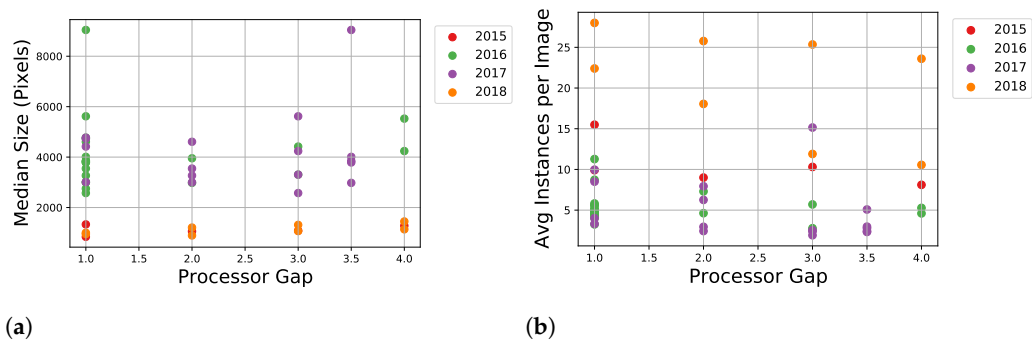 Median Size (Pixels)
8000
6000
4000
2000
1.0 1.5 2.0 2.5 3.0 3.5 4.0
Processor Gap
2015
2016
2017
2018
(a)
Avg Instances per Image
25
20
15
10
5
1.0 1.5 2.0 2.5 3.0 3.5 4.0
Processor Gap
2015
2016
2017
2018
(b)